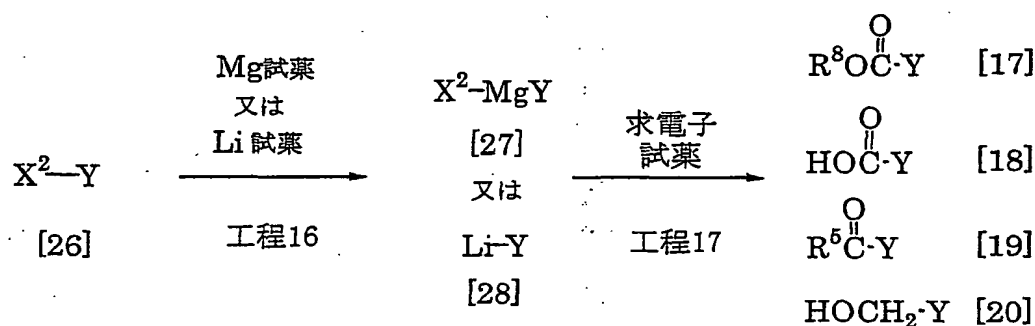 X²—Y
[26]
Mg試薬
又は
Li 試薬
工程16
X²–MgY
[27]
又は
Li–Y
[28]
求電子
試薬
工程17
O
R⁸OC·Y [17]
O
HOC·Y [18]
O
R⁵C·Y [19]
HOCH₂·Y [20]